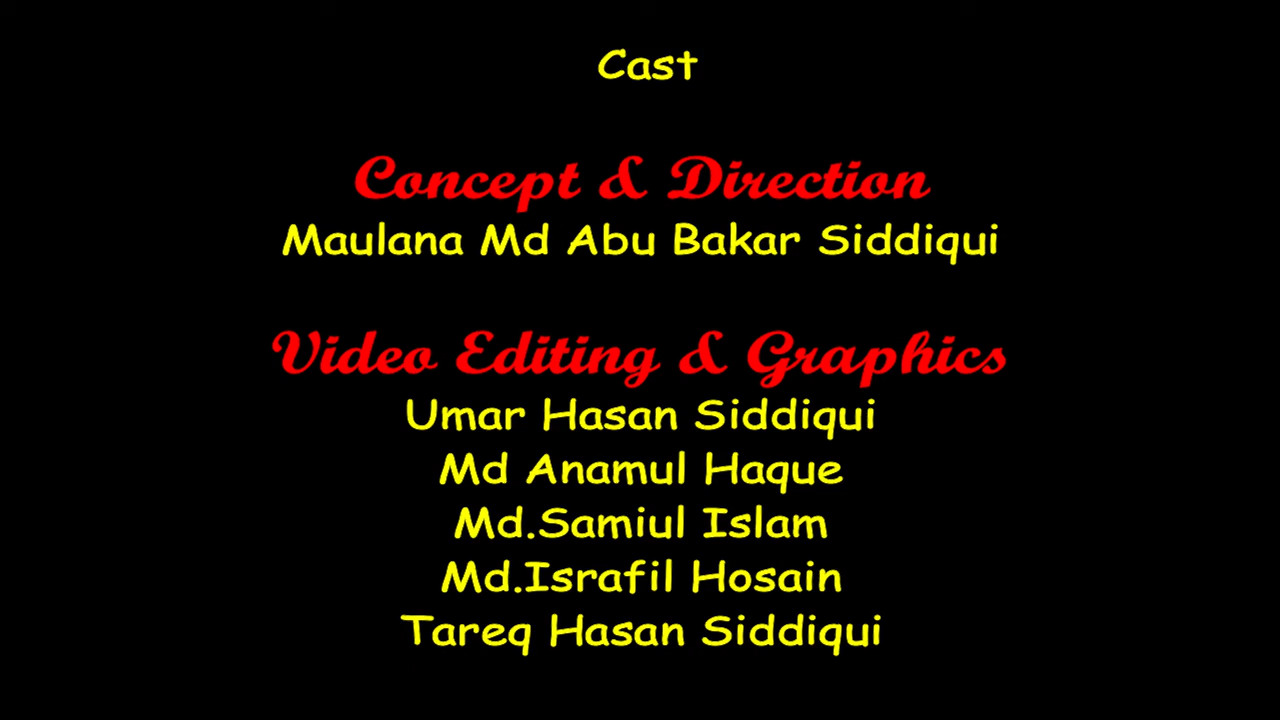 Cast
Concept & Direction
Maulana Md Abu Bakar Siddiqui
Video Editing & Graphics
Umar Hasan Siddiqui
Md Anamul Haque
Md.Samiul Islam
Md.Israfil Hosain
Tareq Hasan Siddiqui